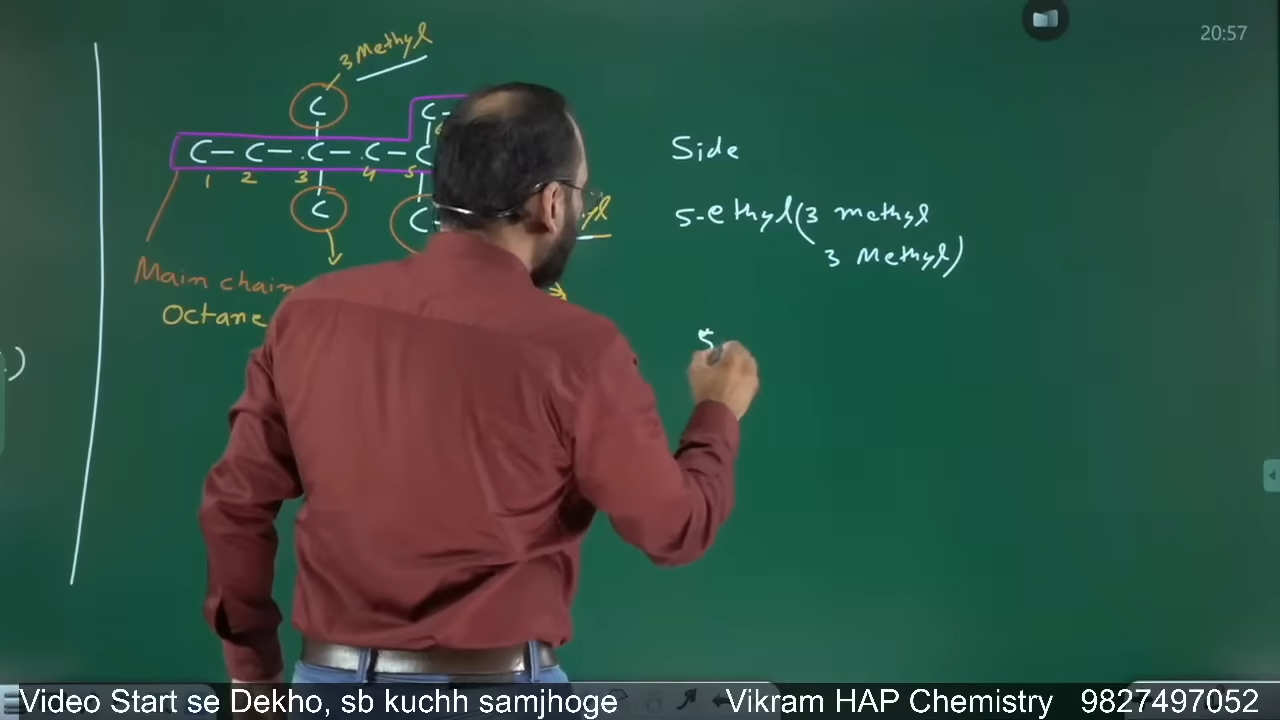 20:57
3 Methyl
C
C –
C – C – C – C – C
1 2 3 4 5
C
C
yl
Main chain
Octane
)
Side
5-ethyl(3 methyl
3 Methyl)
5
Video Start se Dekho, sb kuchh samjhoge
Vikram HAP Chemistry 9827497052